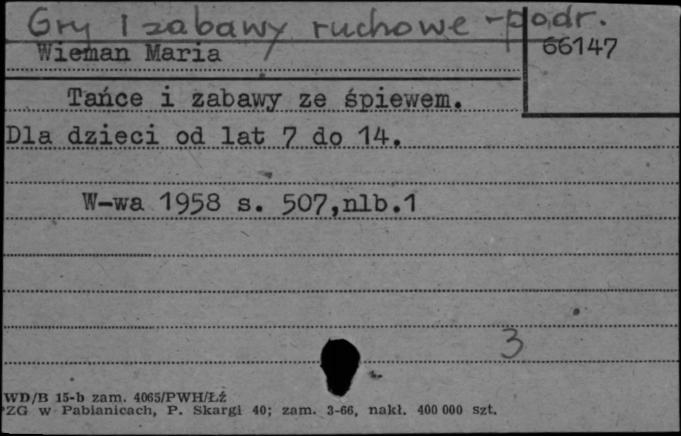 Gry i zabawy ruchowe - podr.
Wieman Maria
66147
Tańce i zabawy ze śpiewem.
Dla dzieci od lat 7 do 14.
W-wa 1958 s. 507,nlb.1
3
WD/B 15-b zam. 4065/PWH/Łź
PZG w Pabianicach, P. Skargi 40; zam. 3-66, nakł. 400 000 szt.